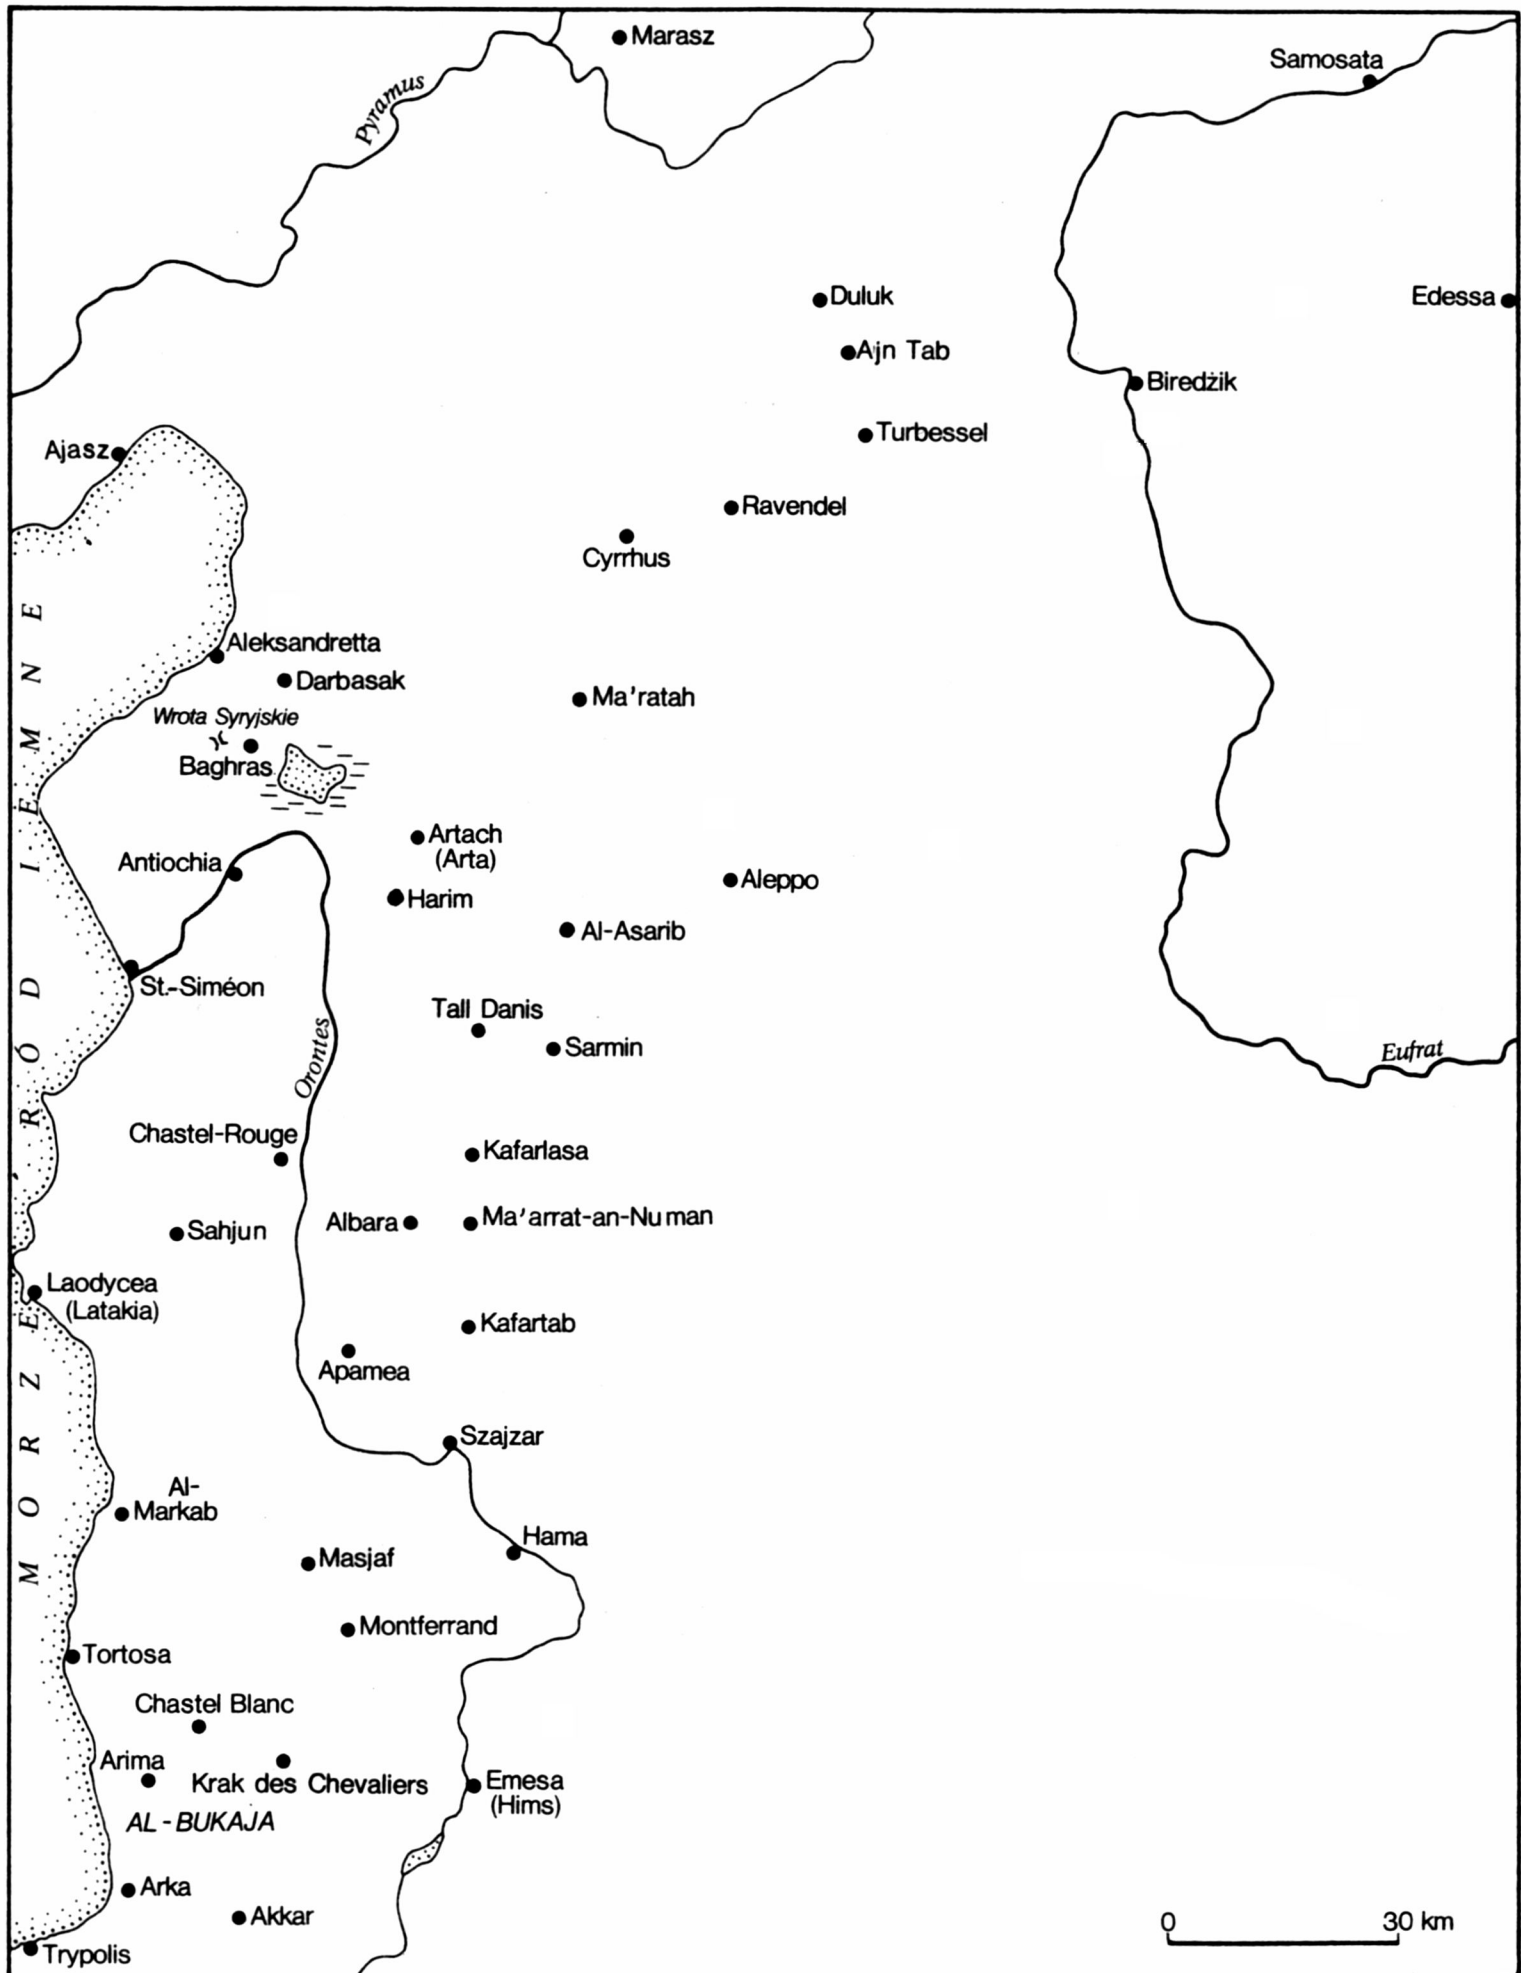 Marasz
Samosata
Pyramus
Duluk
Edessa
Ajn Tab
Biredżik
Turbessel
Ajasz
Ravendel
Cyrrhus
Aleksandretta
Darbasak
Ma'ratah
Wrota Syryjskie
Baghras
Artach
(Arta)
Antiochia
Aleppo
Harim
Al-Asarib
St.-Siméon
Tall Danis
Sarmin
Orontes
Eufrat
Chastel-Rouge
Kafarlasa
Albara
Ma'arrat-an-Numan
Sahjun
Laodycea
(Latakia)
Kafartab
Apamea
Szajzar
Al-
Markab
Hama
Masjaf
Montferrand
Tortosa
Chastel Blanc
Arima
Krak des Chevaliers
Emesa
(Hims)
AL-BUKAJA
Arka
Akkar
Trypolis
MORZE ŚRÓDZIEMNE
0 30 km